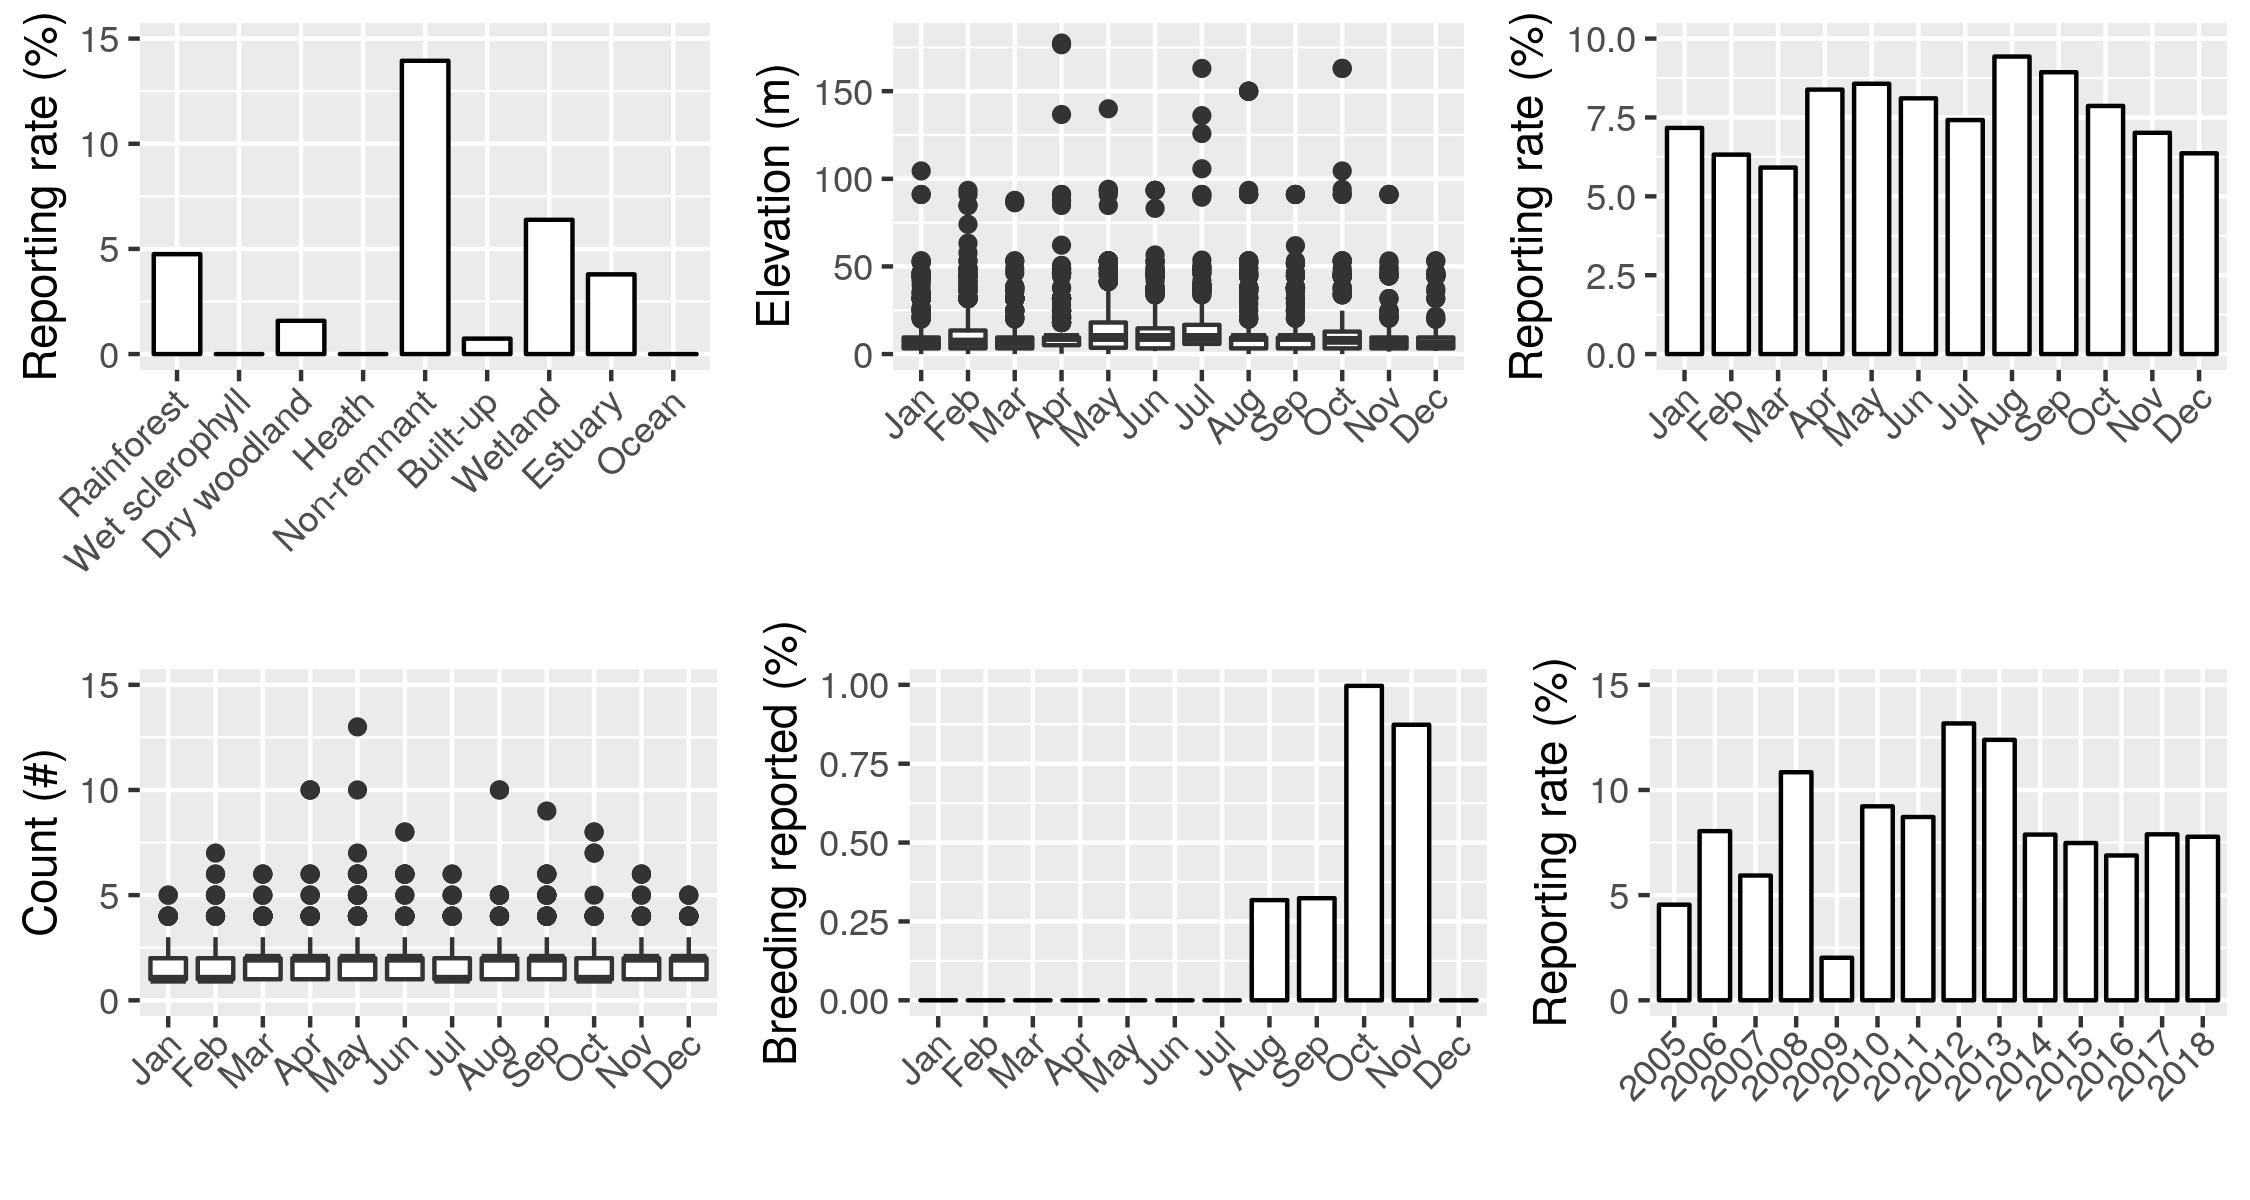 Reporting rate (%)
15
10
5
0
Rainforest
Wet sclerophyll
Dry woodland
Heath
Non-remnant
Built-up
Wetland
Estuary
Ocean
Elevation (m)
150
100
50
0
Jan
Feb
Mar
Apr
May
Jun
Jul
Aug
Sep
Oct
Nov
Dec
Reporting rate (%)
10.0
7.5
5.0
2.5
0.0
Jan
Feb
Mar
Apr
May
Jun
Jul
Aug
Sep
Oct
Nov
Dec
Count (#)
15
10
5
0
Jan
Feb
Mar
Apr
May
Jun
Jul
Aug
Sep
Oct
Nov
Dec
Breeding reported (%)
1.00
0.75
0.50
0.25
0.00
Jan
Feb
Mar
Apr
May
Jun
Jul
Aug
Sep
Oct
Nov
Dec
Reporting rate (%)
15
10
5
0
2005
2006
2007
2008
2009
2010
2011
2012
2013
2014
2015
2016
2017
2018